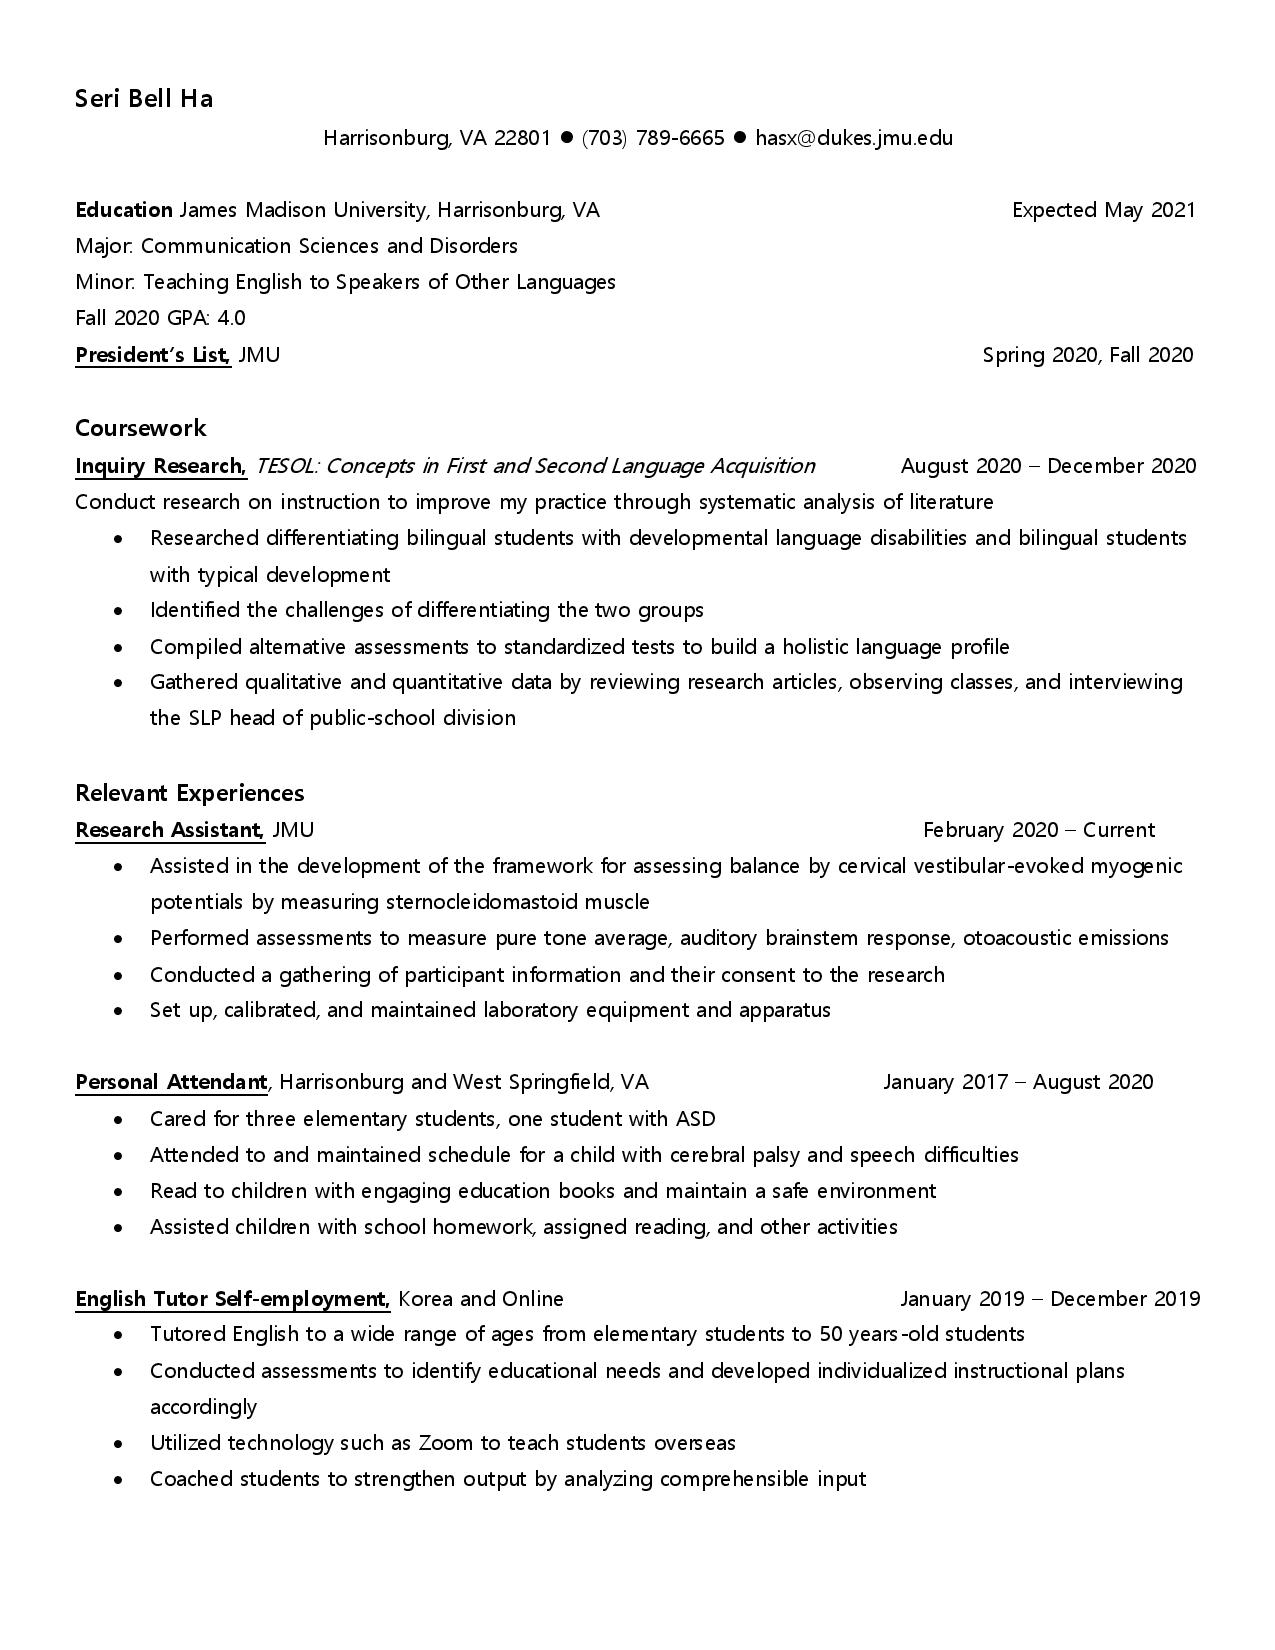 Seri Bell Ha
Harrisonburg, VA 22801 ● (703) 789-6665 ● hasx@dukes.jmu.edu
Education James Madison University, Harrisonburg, VA Expected May 2021
Major: Communication Sciences and Disorders
Minor: Teaching English to Speakers of Other Languages
Fall 2020 GPA: 4.0
President’s List, JMU Spring 2020, Fall 2020
Coursework
Inquiry Research, TESOL: Concepts in First and Second Language Acquisition August 2020 – December 2020
Conduct research on instruction to improve my practice through systematic analysis of literature
• Researched differentiating bilingual students with developmental language disabilities and bilingual students
with typical development
• Identified the challenges of differentiating the two groups
• Compiled alternative assessments to standardized tests to build a holistic language profile
• Gathered qualitative and quantitative data by reviewing research articles, observing classes, and interviewing
the SLP head of public-school division
Relevant Experiences
Research Assistant, JMU February 2020 – Current
• Assisted in the development of the framework for assessing balance by cervical vestibular-evoked myogenic
potentials by measuring sternocleidomastoid muscle
• Performed assessments to measure pure tone average, auditory brainstem response, otoacoustic emissions
• Conducted a gathering of participant information and their consent to the research
• Set up, calibrated, and maintained laboratory equipment and apparatus
Personal Attendant, Harrisonburg and West Springfield, VA January 2017 – August 2020
• Cared for three elementary students, one student with ASD
• Attended to and maintained schedule for a child with cerebral palsy and speech difficulties
• Read to children with engaging education books and maintain a safe environment
• Assisted children with school homework, assigned reading, and other activities
English Tutor Self-employment, Korea and Online January 2019 – December 2019
• Tutored English to a wide range of ages from elementary students to 50 years-old students
• Conducted assessments to identify educational needs and developed individualized instructional plans
accordingly
• Utilized technology such as Zoom to teach students overseas
• Coached students to strengthen output by analyzing comprehensible input